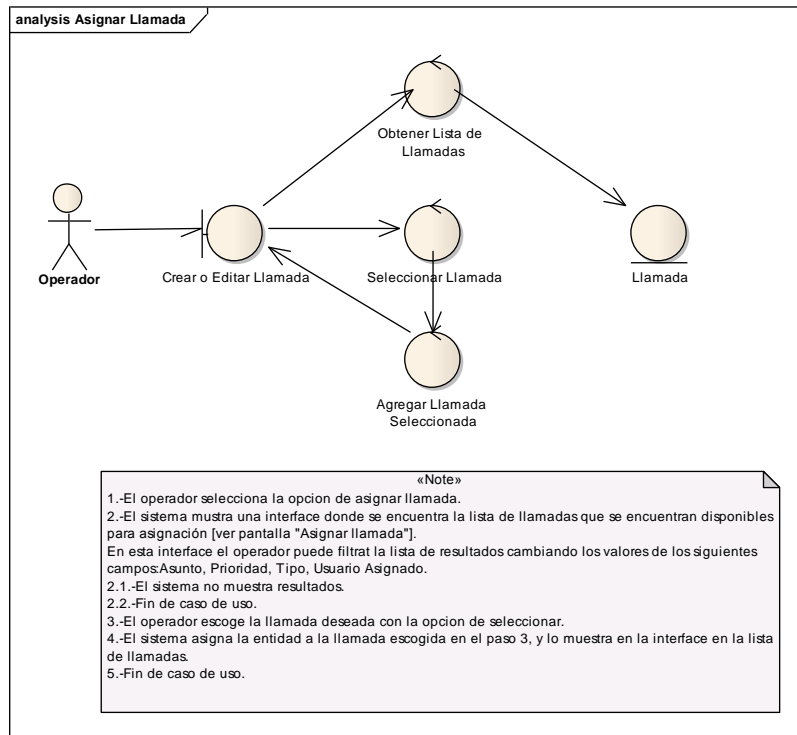 analysis Asignar Llamada
Obtener Lista de
Llamadas
Operador
Crear o Editar Llamada
Seleccionar Llamada
Llamada
Agregar Llamada
Seleccionada
«Note»
1.-El operador selecciona la opcion de asignar llamada.
2.-El sistema mustra una interface donde se encuentra la lista de llamadas que se encuentran disponibles
para asignación [ver pantalla "Asignar llamada"].
En esta interface el operador puede filtrat la lista de resultados cambiando los valores de los siguientes
campos:Asunto, Prioridad, Tipo, Usuario Asignado.
2.1.-El sistema no muestra resultados.
2.2.-Fin de caso de uso.
3.-El operador escoge la llamada deseada con la opcion de seleccionar.
4.-El sistema asigna la entidad a la llamada escogida en el paso 3, y lo muestra en la interface en la lista
de llamadas.
5.-Fin de caso de uso.